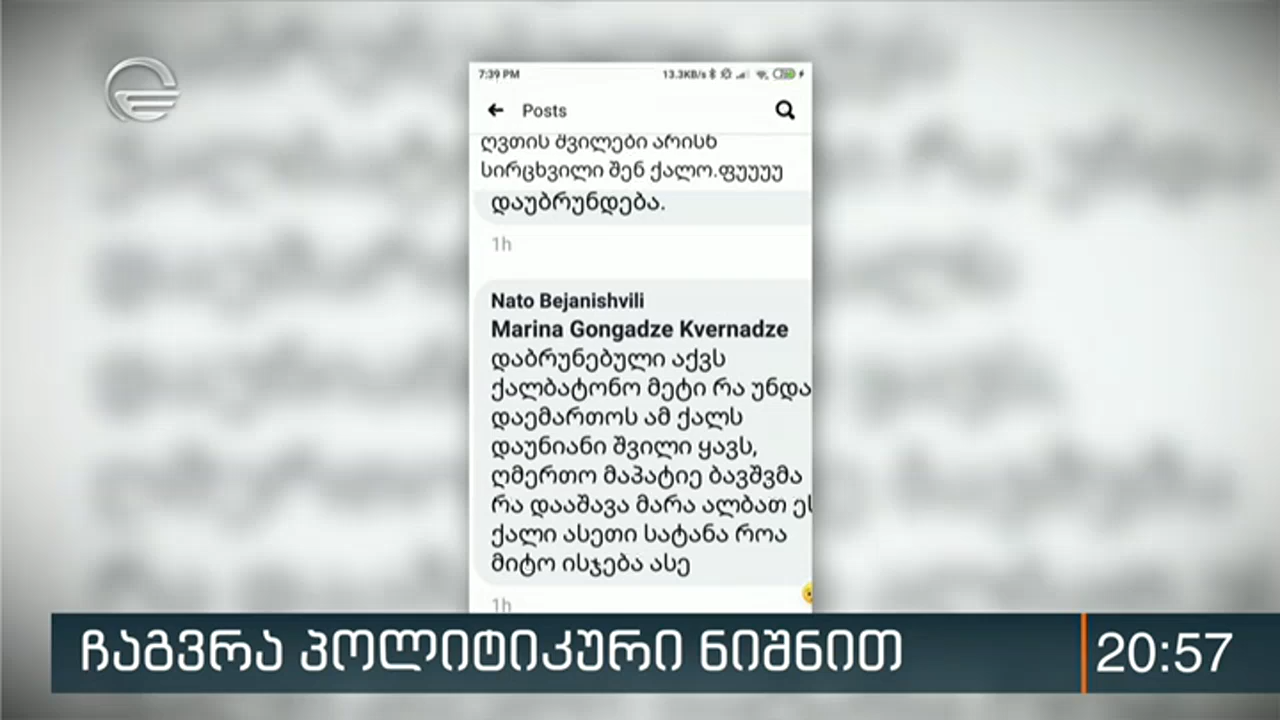 7:39 PM 13.3KB/s
Posts
ღვთის შვილები არისხ
სირცხვილი შენ ქალო.ფუუუუ
დაუბრუნდება.
1h
Nato Bejanishvili
Marina Gongadze Kvernadze
დაბრუნებული აქვს
ქალბატონო მეტი რა უნდა
დაემართოს ამ ქალს
დაუნიანი შვილი ყავს,
ღმერთო მაპატიე ბავშვმა
რა დააშავა მარა ალბათ ეს
ქალი ასეთი სატანა როა
მიტო ისჯება ასე
1h
ჩაგვრა პოლიტიკური ნიშნით
20:57